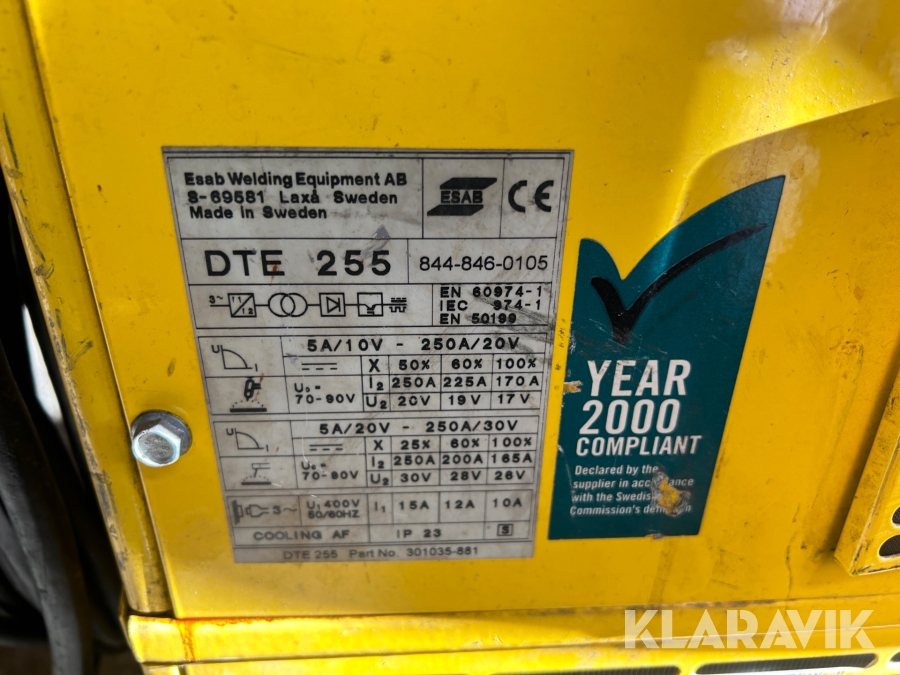 Esab Welding Equipment AB
S-69581 Laxå Sweden
Made in Sweden
ESAB
CE
DTE 255
844-846-0105
3~
EN 60974-1
IEC 974-1
EN 50199
5A/10V - 250A/20V
X 50% 60% 100%
U₀= 70-90V
I₂ 250A 225A 170A
U₂ 20V 19V 17V
5A/20V - 250A/30V
X 25% 60% 100%
U₀= 70-90V
I₂ 250A 200A 165A
U₂ 30V 28V 26V
3~ U₁ 400V 50/60HZ I₁ 15A 12A 10A
COOLING AF IP 23 S
DTE 255 Part No. 301035-881
YEAR
2000
COMPLIANT
Declared by the
supplier in accordance
with the Swedish
Commission's definition
KLARAVIK